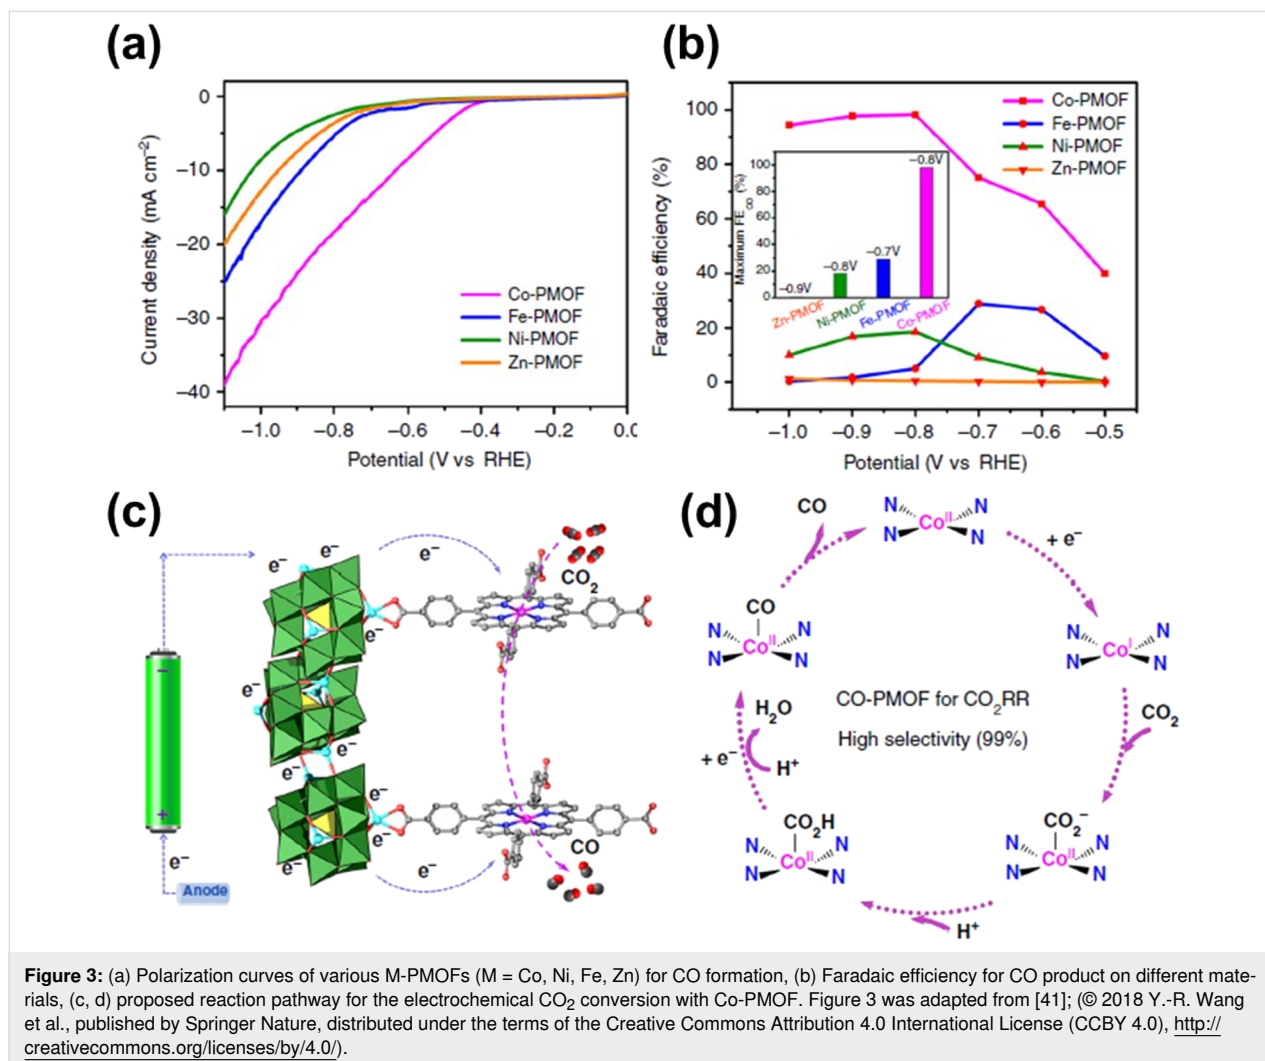 (a)
0
−10
−20
−30
−40
Current density (mA cm⁻²)
Co-PMOF
Fe-PMOF
Ni-PMOF
Zn-PMOF
−1.0 −0.8 −0.6 −0.4 −0.2 0.0
Potential (V vs RHE)
(b)
100
80
60
40
20
0
Faradaic efficiency (%)
Co-PMOF
Fe-PMOF
Ni-PMOF
Zn-PMOF
100
80
60
40
20
0
Maximum FE CO (%)
−0.9V
−0.8V
−0.7V
−0.8V
Zn-PMOF
Ni-PMOF
Fe-PMOF
Co-PMOF
−1.0 −0.9 −0.8 −0.7 −0.6 −0.5
Potential (V vs RHE)
(c)
e⁻
e⁻
e⁻
CO₂
e⁻
e⁻
−
e⁻
e⁻
+
e⁻
e⁻
e⁻
e⁻
CO
Anode
(d)
CO
N N
Coᴵᴵ
N N
+ e⁻
CO
N N
Coᴵᴵ
N N
N N
Coᴵ
N N
CO-PMOF for CO₂RR
High selectivity (99%)
H₂O
+ e⁻
H⁺
CO₂
CO₂H
N N
Coᴵᴵ
N N
CO₂⁻
N N
Coᴵᴵ
N N
H⁺
Figure 3: (a) Polarization curves of various M-PMOFs (M = Co, Ni, Fe, Zn) for CO formation, (b) Faradaic efficiency for CO product on different mate-
rials, (c, d) proposed reaction pathway for the electrochemical CO₂ conversion with Co-PMOF. Figure 3 was adapted from [41]; (© 2018 Y.-R. Wang
et al., published by Springer Nature, distributed under the terms of the Creative Commons Attribution 4.0 International License (CCBY 4.0), http://
creativecommons.org/licenses/by/4.0/).